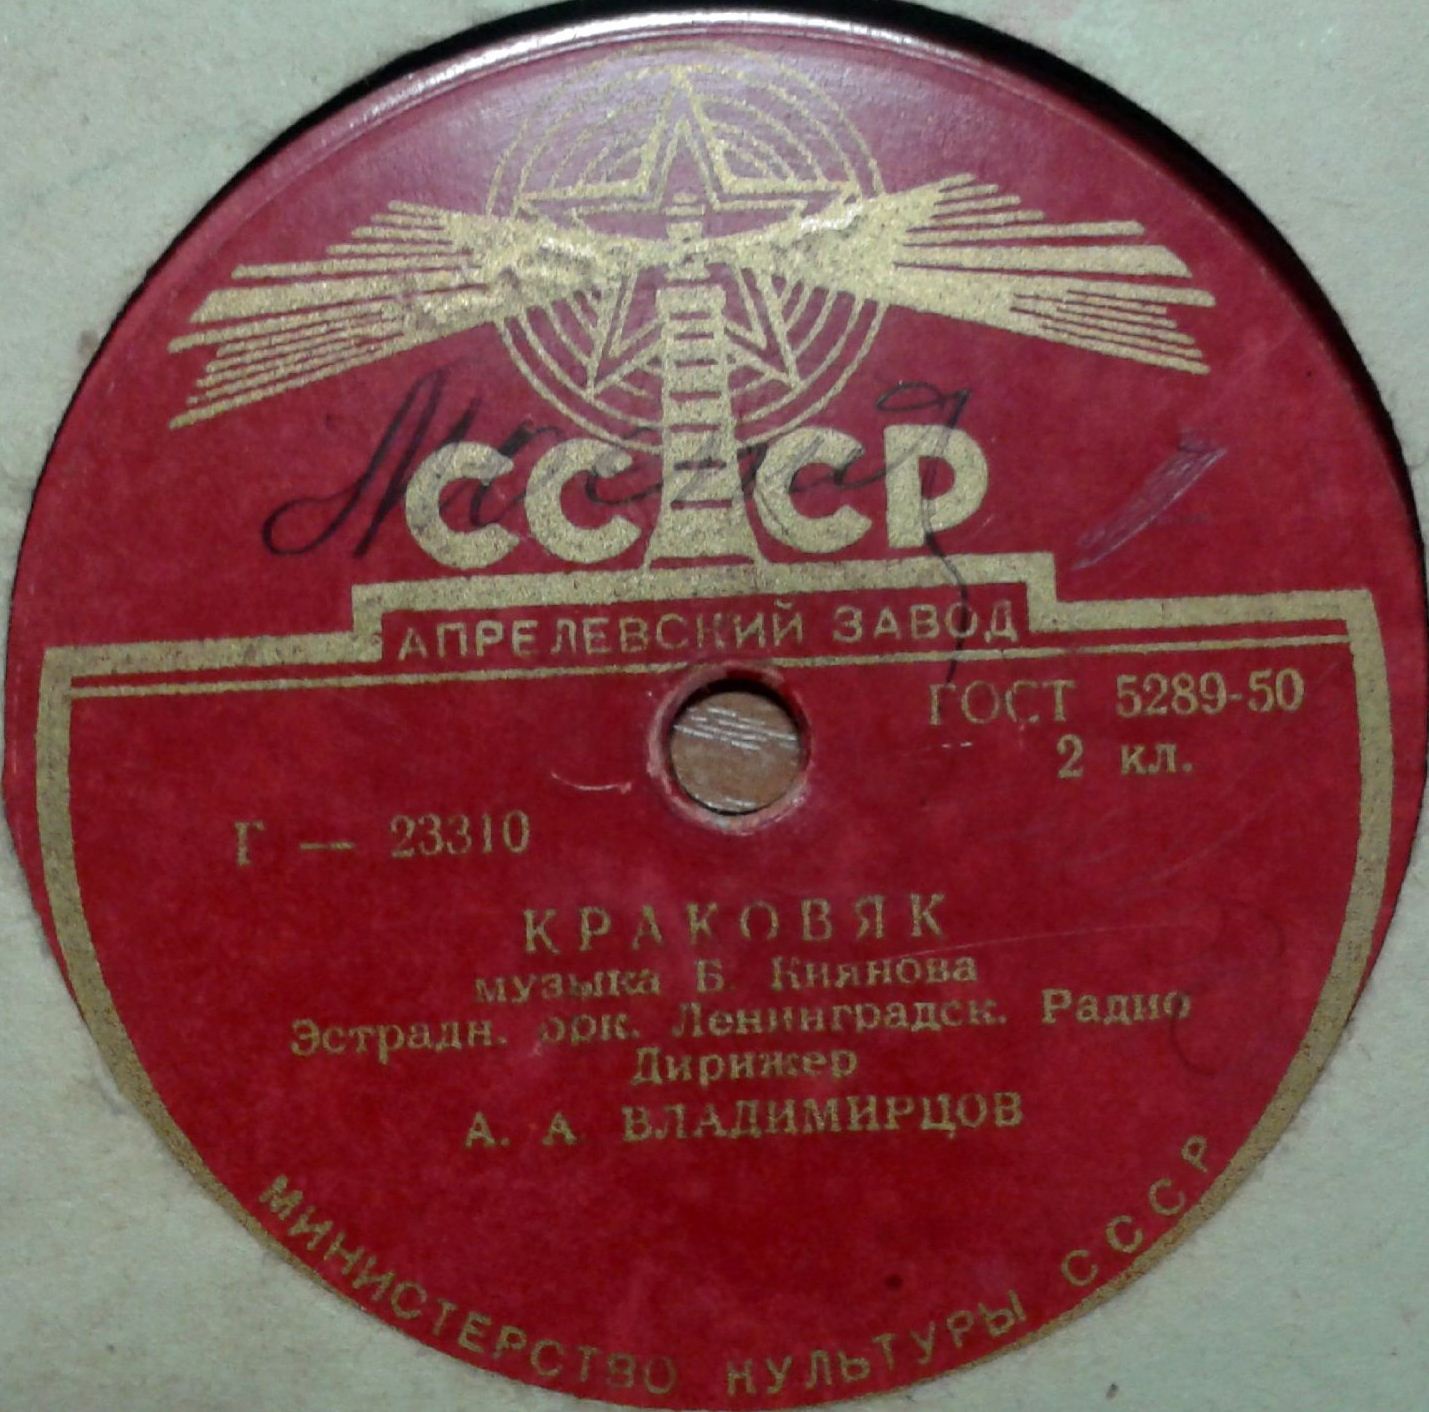 СССР
АПРЕЛЕВСКИЙ ЗАВОД
ГОСТ 5289-50
2 кл.
Г — 23310
КРАКОВЯК
музыка Б. Киянова
Эстрадн. орк. Ленинградск. Радио
Дирижер
А. А. ВЛАДИМИРЦОВ
МИНИСТЕРСТВО КУЛЬТУРЫ СССР